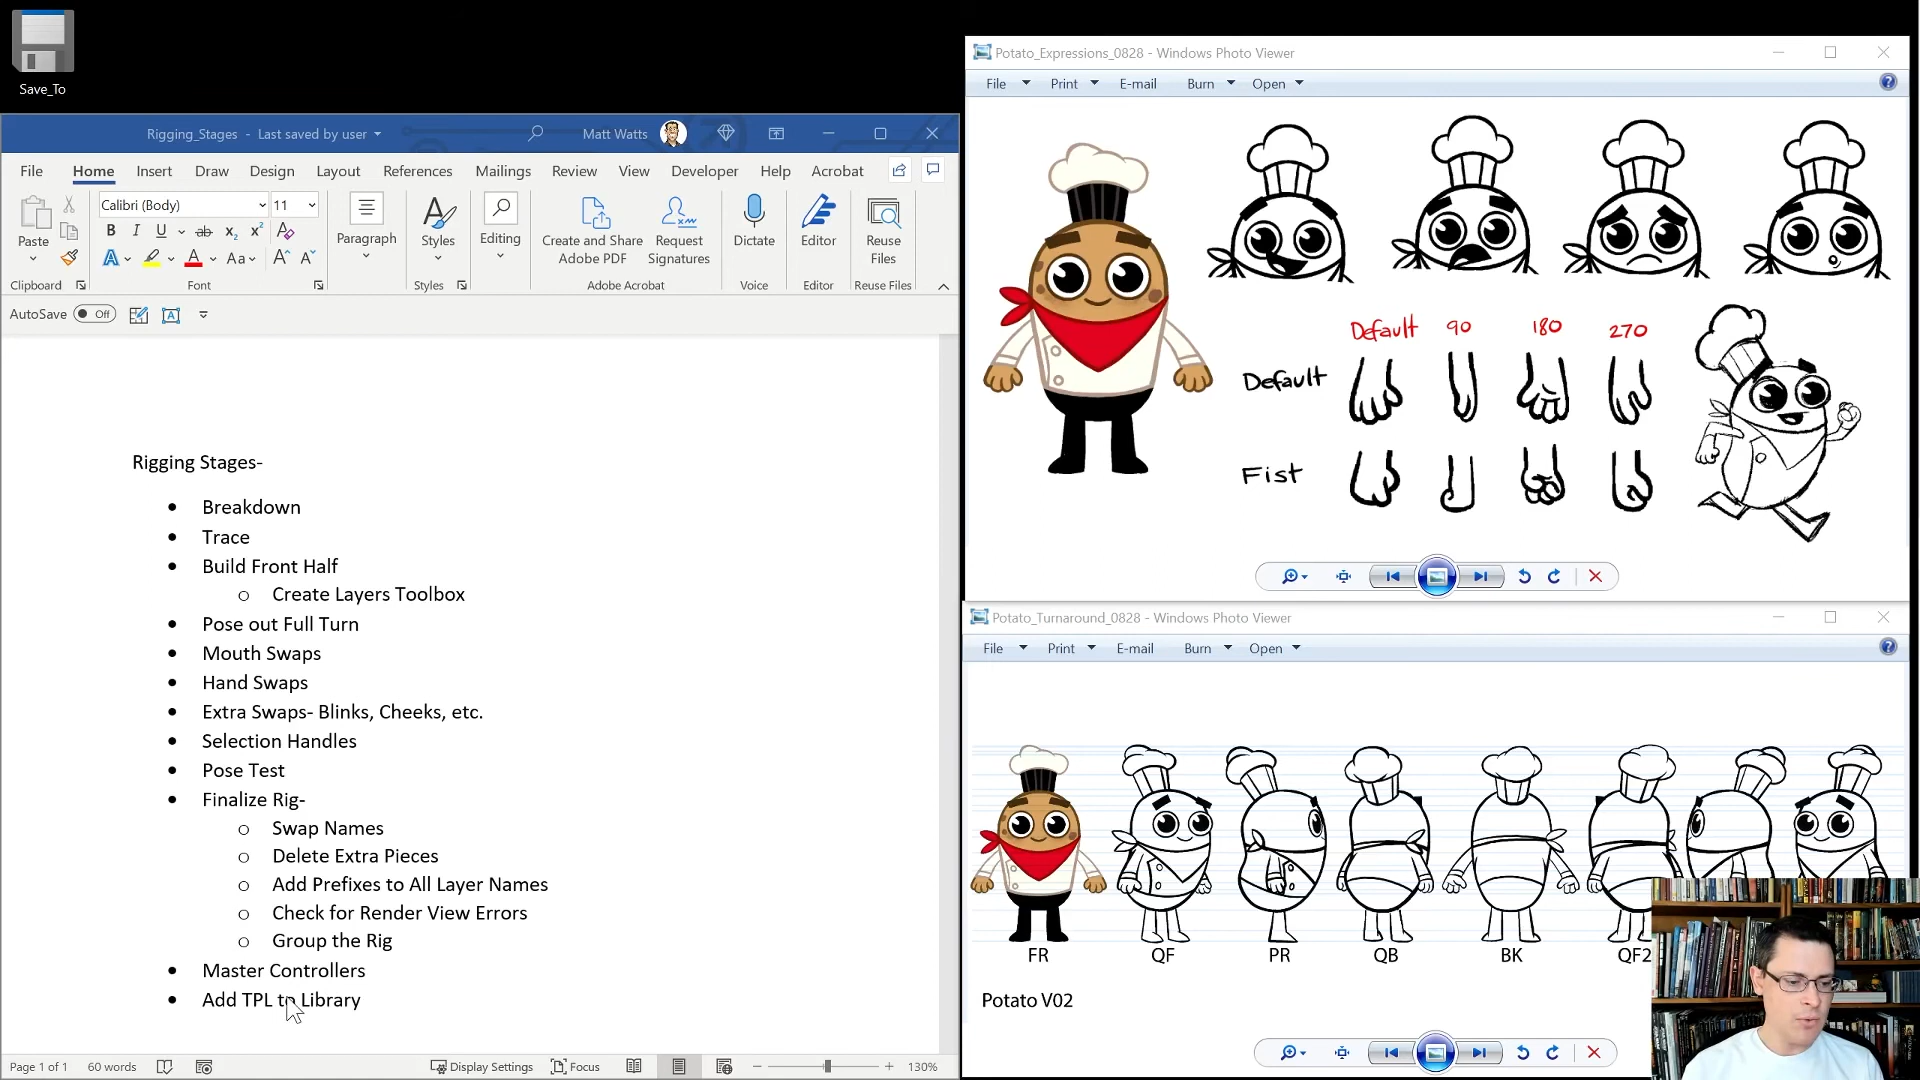 Save_To
Rigging_Stages - Last saved by user
Matt Watts
File Home Insert Draw Design Layout References Mailings Review View Developer Help Acrobat
Calibri (Body) 11
Paste
B I U ab x₂ x²
A A Aa A A
Paragraph
Styles
Editing
Create and Share
Adobe PDF
Request
Signatures
Dictate
Editor
Reuse
Files
Clipboard Font Styles Adobe Acrobat Voice Editor Reuse Files
AutoSave Off
Rigging Stages-
• Breakdown
• Trace
• Build Front Half
o Create Layers Toolbox
• Pose out Full Turn
• Mouth Swaps
• Hand Swaps
• Extra Swaps- Blinks, Cheeks, etc.
• Selection Handles
• Pose Test
• Finalize Rig-
o Swap Names
o Delete Extra Pieces
o Add Prefixes to All Layer Names
o Check for Render View Errors
o Group the Rig
• Master Controllers
• Add TPL to Library
Page 1 of 1 60 words Display Settings Focus 130%
Potato_Expressions_0828 - Windows Photo Viewer
File Print E-mail Burn Open
Default 90 180 270
Default
Fist
Potato_Turnaround_0828 - Windows Photo Viewer
File Print E-mail Burn Open
FR QF PR QB BK QF2
Potato V02